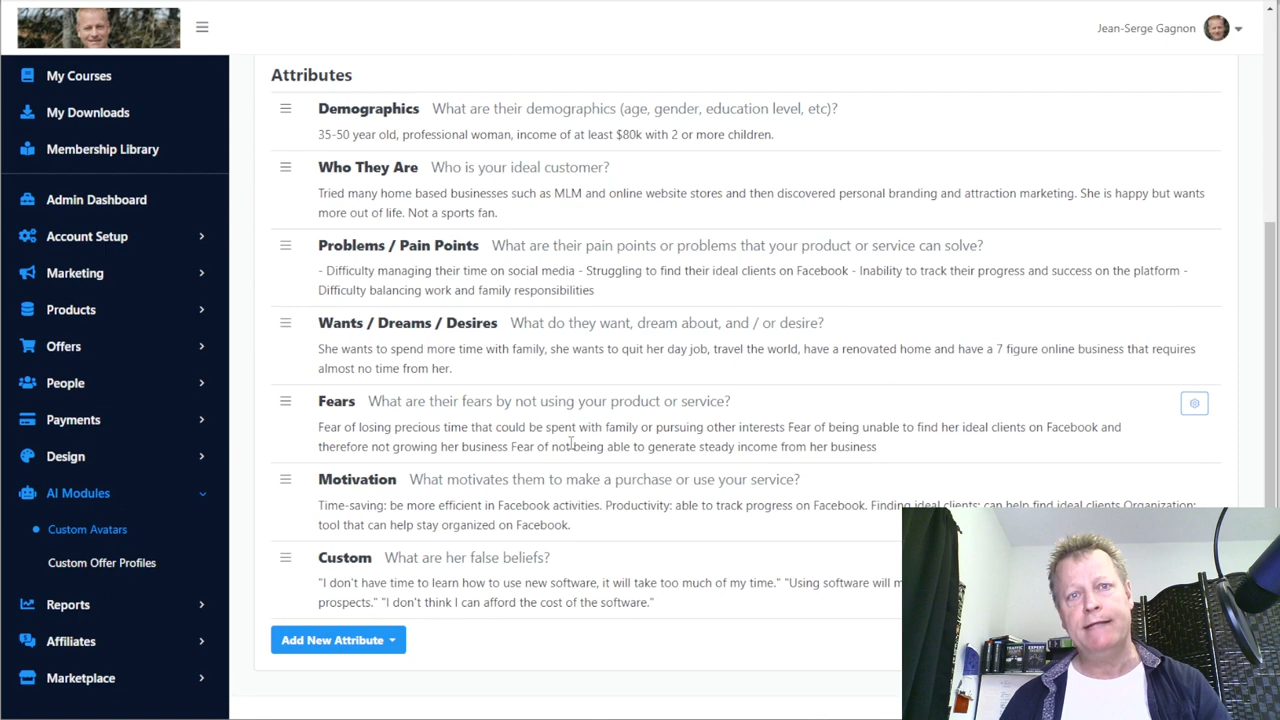 Jean-Serge Gagnon
My Courses
My Downloads
Membership Library
Admin Dashboard
Account Setup
Marketing
Products
Offers
People
Payments
Design
AI Modules
Custom Avatars
Custom Offer Profiles
Reports
Affiliates
Marketplace
Attributes
Demographics What are their demographics (age, gender, education level, etc)?
35-50 year old, professional woman, income of at least $80k with 2 or more children.
Who They Are Who is your ideal customer?
Tried many home based businesses such as MLM and online website stores and then discovered personal branding and attraction marketing. She is happy but wants
more out of life. Not a sports fan.
Problems / Pain Points What are their pain points or problems that your product or service can solve?
- Difficulty managing their time on social media - Struggling to find their ideal clients on Facebook - Inability to track their progress and success on the platform -
Difficulty balancing work and family responsibilities
Wants / Dreams / Desires What do they want, dream about, and / or desire?
She wants to spend more time with family, she wants to quit her day job, travel the world, have a renovated home and have a 7 figure online business that requires
almost no time from her.
Fears What are their fears by not using your product or service?
Fear of losing precious time that could be spent with family or pursuing other interests Fear of being unable to find her ideal clients on Facebook and
therefore not growing her business Fear of not being able to generate steady income from her business
Motivation What motivates them to make a purchase or use your service?
Time-saving: be more efficient in Facebook activities. Productivity: able to track progress on Facebook. Finding ideal clients: can help find ideal clients Organization:
tool that can help stay organized on Facebook.
Custom What are her false beliefs?
"I don't have time to learn how to use new software, it will take too much of my time." "Using software will
prospects." "I don't think I can afford the cost of the software."
Add New Attribute
TRAFFIC
EXPERT